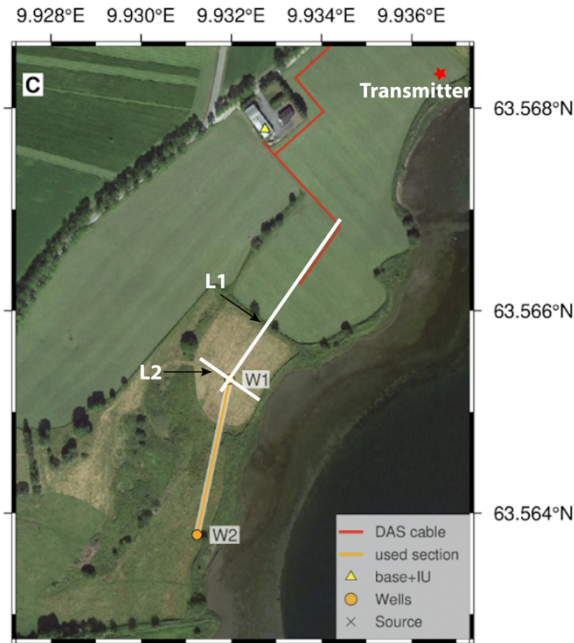 9.928°E 9.930°E 9.932°E 9.934°E 9.936°E
C
Transmitter
63.568°N
L1
63.566°N
L2
W1
63.564°N
W2
DAS cable
used section
base+IU
Wells
Source